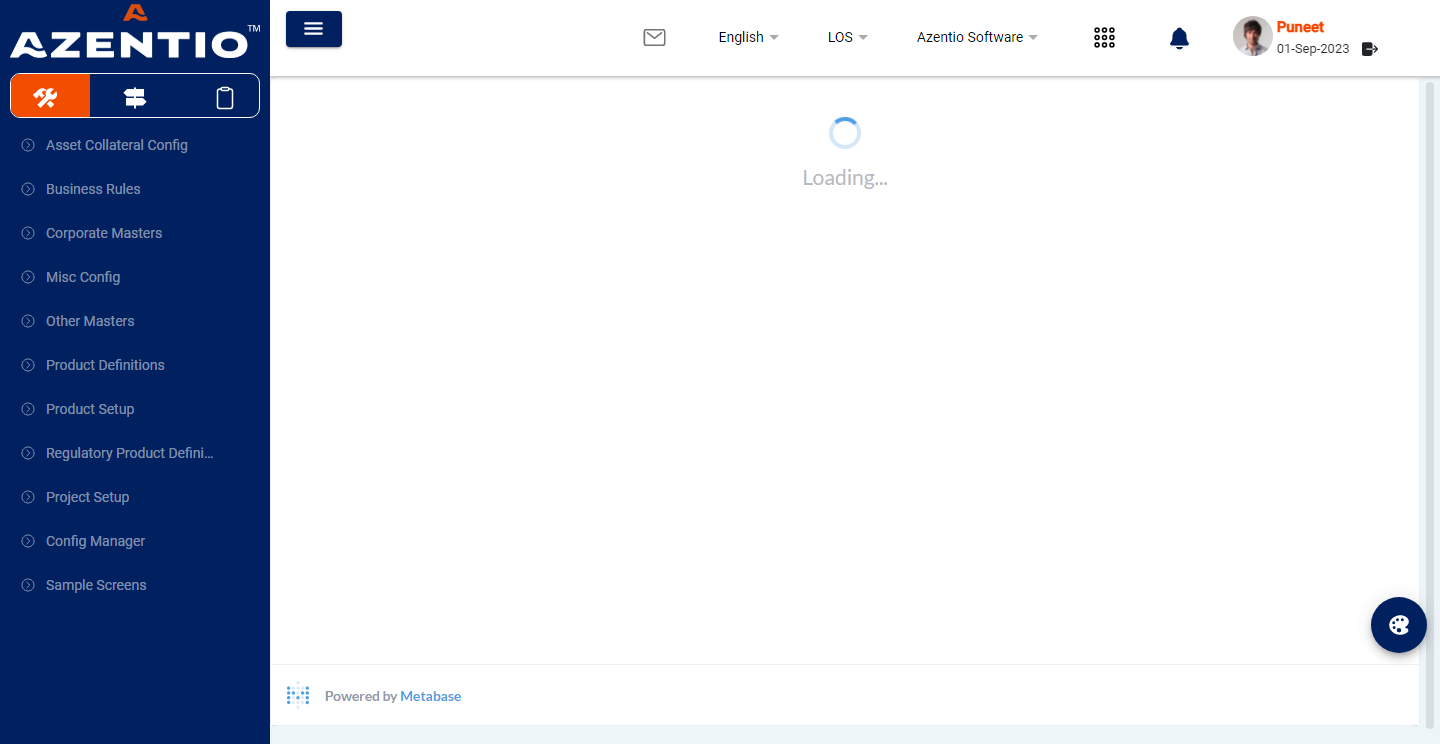 AZENTIO™
Asset Collateral Config
Business Rules
Corporate Masters
Misc Config
Other Masters
Product Definitions
Product Setup
Regulatory Product Defini...
Project Setup
Config Manager
Sample Screens
English
LOS
Azentio Software
Puneet
01-Sep-2023
Loading...
Powered by Metabase